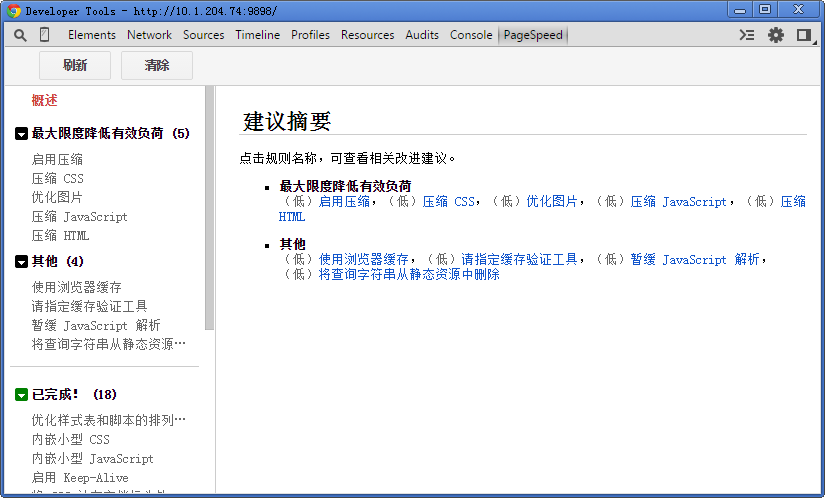 Developer Tools - http://10.1.204.74:9898/
Elements Network Sources Timeline Profiles Resources Audits Console PageSpeed
刷新 清除
概述
最大限度降低有效负荷 (5)
启用压缩
压缩 CSS
优化图片
压缩 JavaScript
压缩 HTML
其他 (4)
使用浏览器缓存
请指定缓存验证工具
暂缓 JavaScript 解析
将查询字符串从静态资源…
已完成! (18)
优化样式表和脚本的排列…
内嵌小型 CSS
内嵌小型 JavaScript
启用 Keep-Alive
建议摘要
点击规则名称，可查看相关改进建议。
最大限度降低有效负荷
（低）启用压缩，（低）压缩 CSS，（低）优化图片，（低）压缩 JavaScript，（低）压缩
HTML
其他
（低）使用浏览器缓存，（低）请指定缓存验证工具，（低）暂缓 JavaScript 解析，
（低）将查询字符串从静态资源中删除